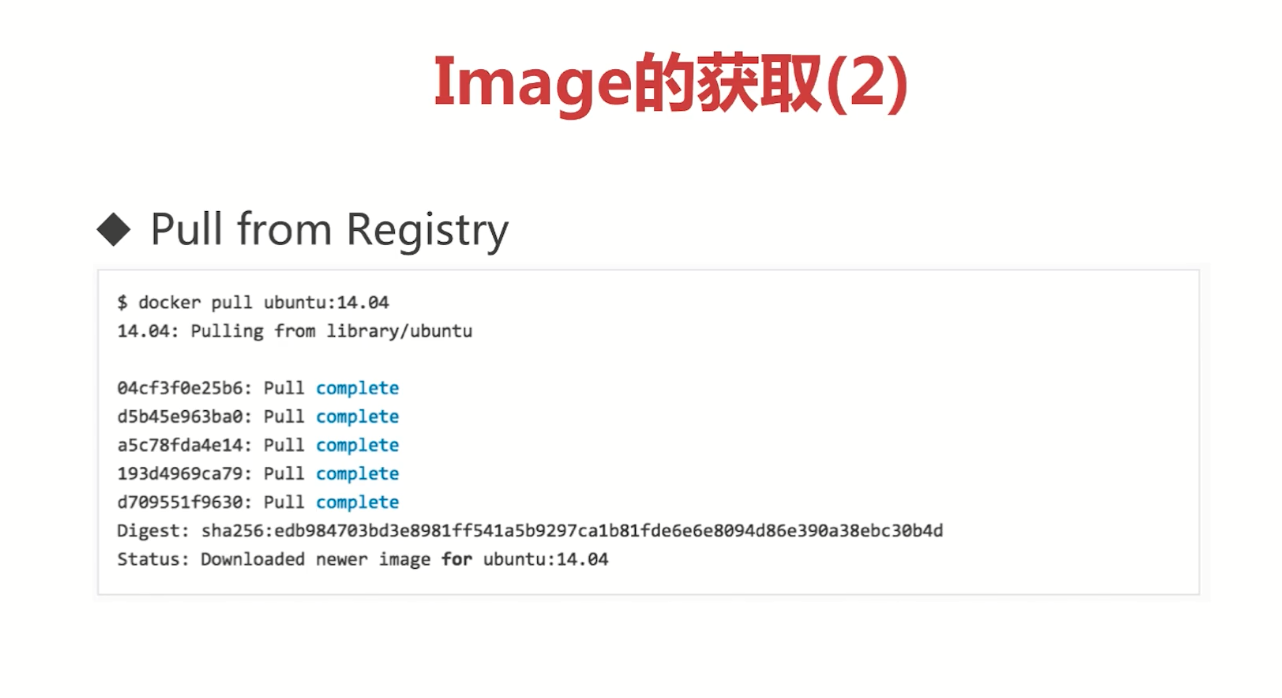 Image的获取(2)
◆ Pull from Registry
$ docker pull ubuntu:14.04
14.04: Pulling from library/ubuntu
04cf3f0e25b6: Pull complete
d5b45e963ba0: Pull complete
a5c78fda4e14: Pull complete
193d4969ca79: Pull complete
d709551f9630: Pull complete
Digest: sha256:edb984703bd3e8981ff541a5b9297ca1b81fde6e6e8094d86e390a38ebc30b4d
Status: Downloaded newer image for ubuntu:14.04